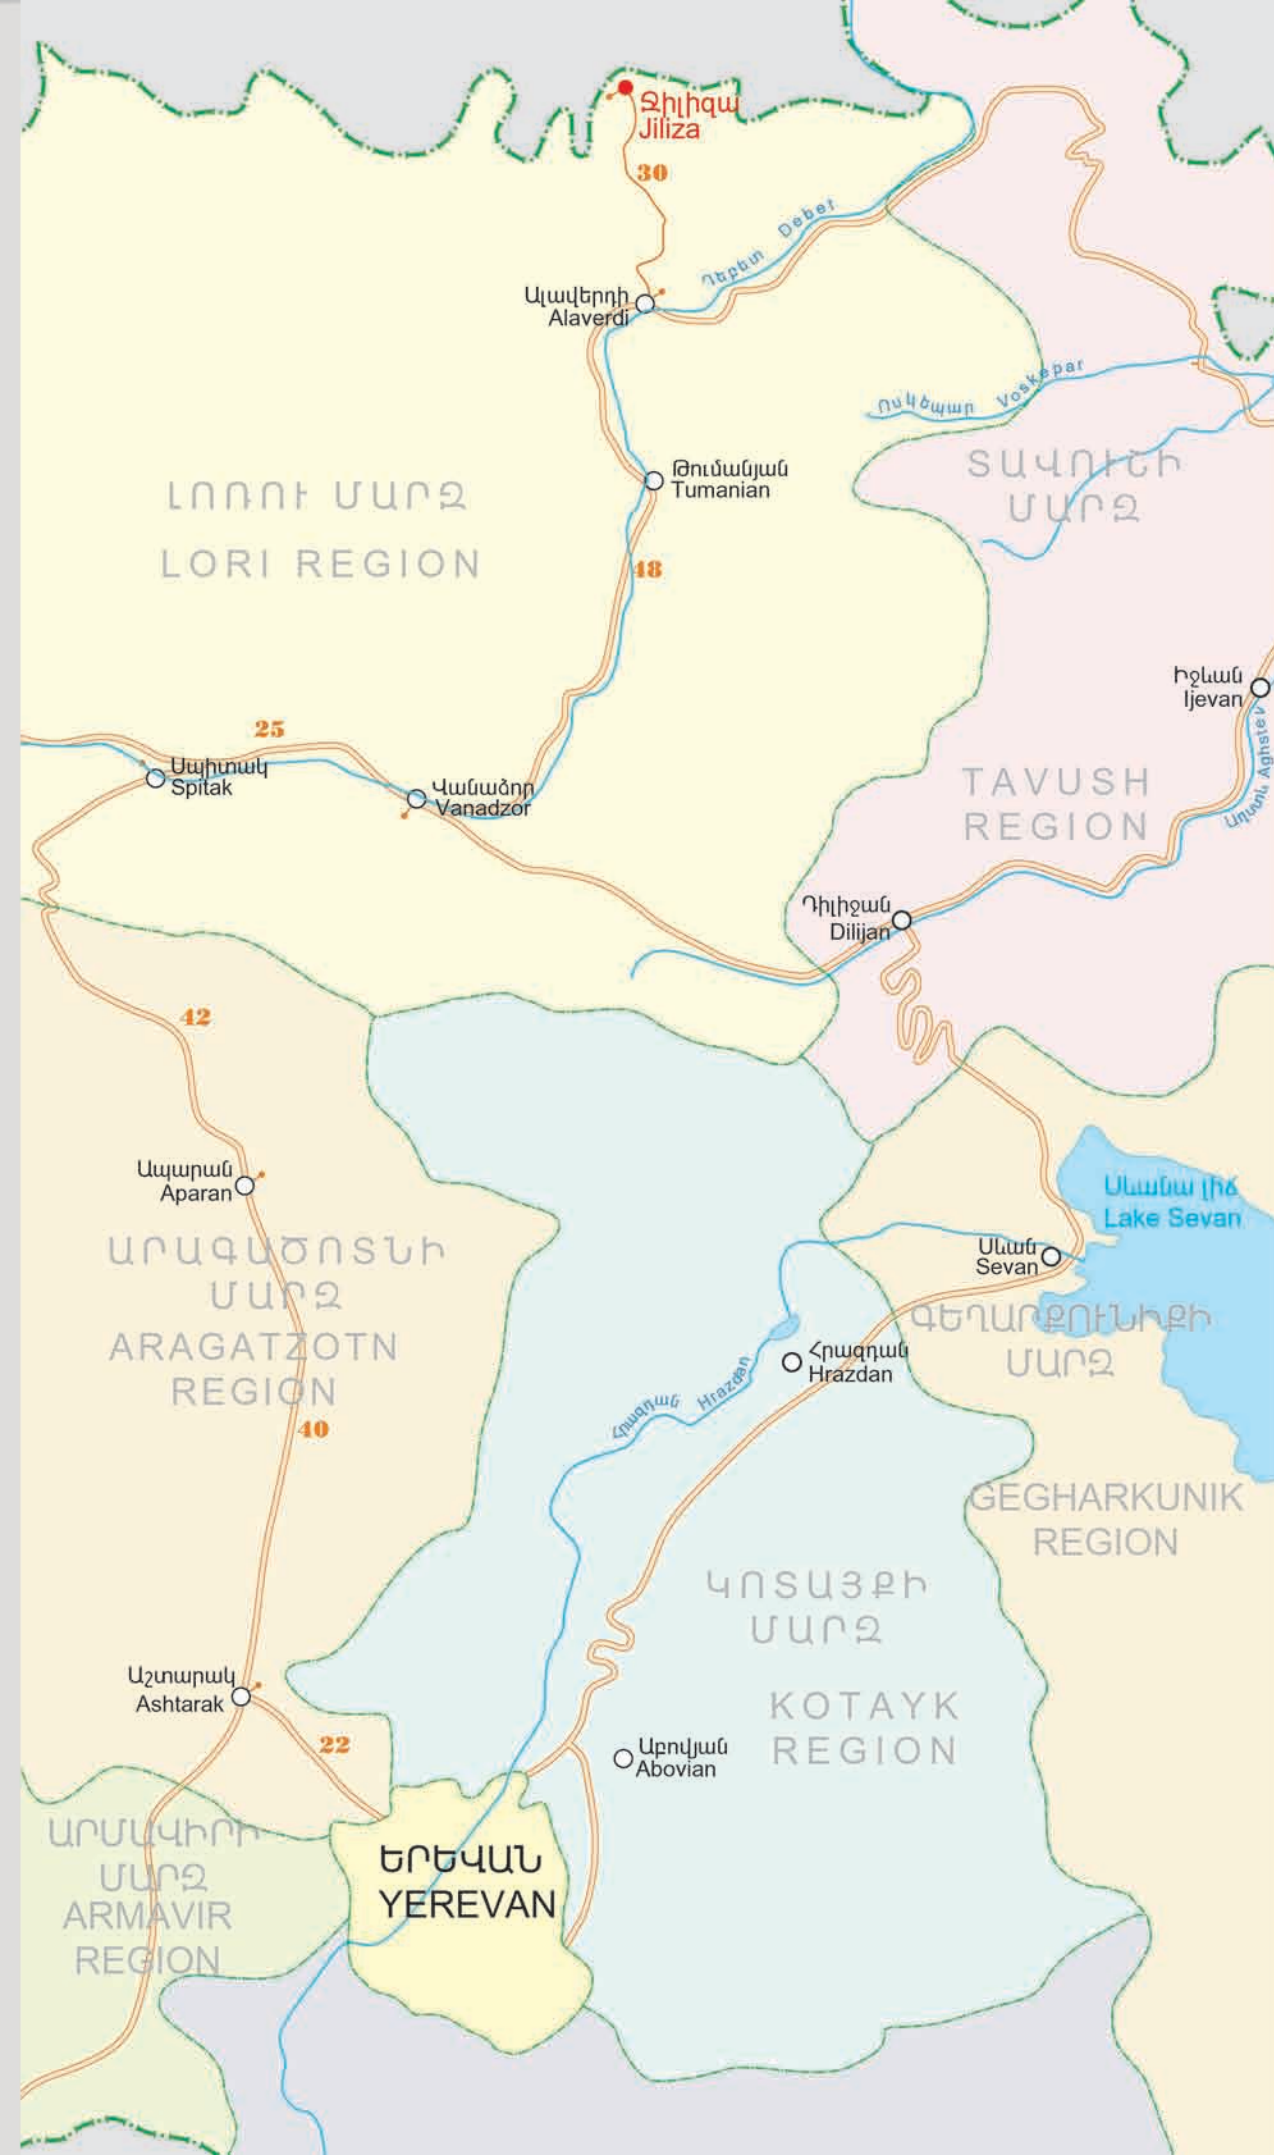 Ջիլիզա
Jiliza
30
Դեբետ Debet
Ալավերդի
Alaverdi
Ոսկեպար Voskepar
Թումանյան
Tumanian
ՏԱՎՈՒՇԻ
ՄԱՐԶ
ԼՈՌՈՒ ՄԱՐԶ
LORI REGION
48
Իջևան
Ijevan
Աղստև Aghstev
25
Սպիտակ
Spitak
Վանաձոր
Vanadzor
TAVUSH
REGION
Դիլիջան
Dilijan
42
Ապարան
Aparan
Սևանա լիճ
Lake Sevan
ԱՐԱԳԱԾՈՏՆԻ
ՄԱՐԶ
ARAGATZOTN
REGION
Սևան
Sevan
ԳԵՂԱՐՔՈՒՆԻՔԻ
ՄԱՐԶ
Հրազդան
Hrazdan
Հրազդան Hrazdan
40
GEGHARKUNIK
REGION
ԿՈՏԱՅՔԻ
ՄԱՐԶ
KOTAYK
REGION
Աշտարակ
Ashtarak
22
Աբովյան
Abovian
ԱՐՄԱՎԻՐԻ
ՄԱՐԶ
ARMAVIR
REGION
ԵՐԵՎԱՆ
YEREVAN